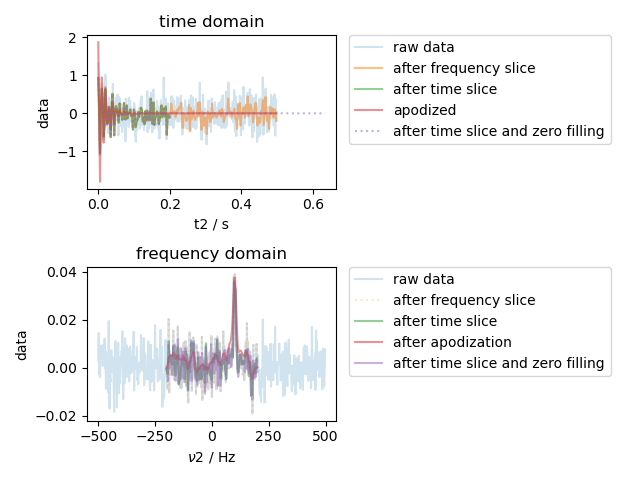 time domain
2
1
0
−1
data
0.0 0.2 0.4 0.6
t2 / s
raw data
after frequency slice
after time slice
apodized
after time slice and zero filling
frequency domain
0.04
0.02
0.00
−0.02
data
−500 −250 0 250 500
ν2 / Hz
raw data
after frequency slice
after time slice
after apodization
after time slice and zero filling